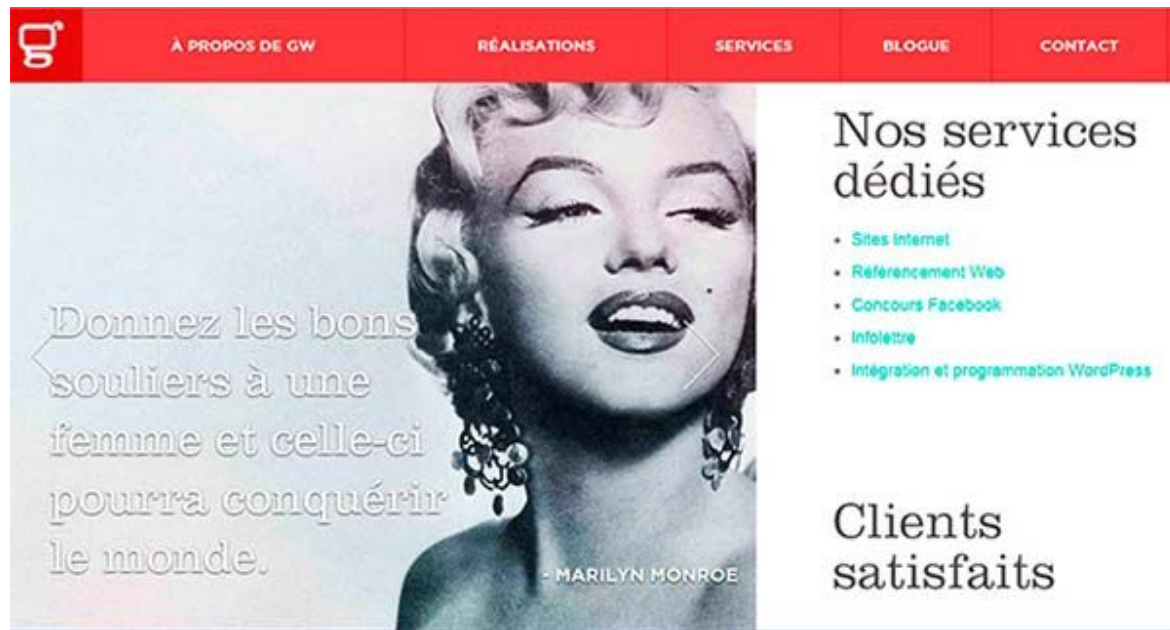 g
À PROPOS DE GW
RÉALISATIONS
SERVICES
BLOGUE
CONTACT
Donnez les bons
souliers à une
femme et celle-ci
pourra conquérir
le monde.
- MARILYN MONROE
Nos services
dédiés
Sites Internet
Référencement Web
Concours Facebook
Infolettre
Intégration et programmation WordPress
Clients
satisfaits